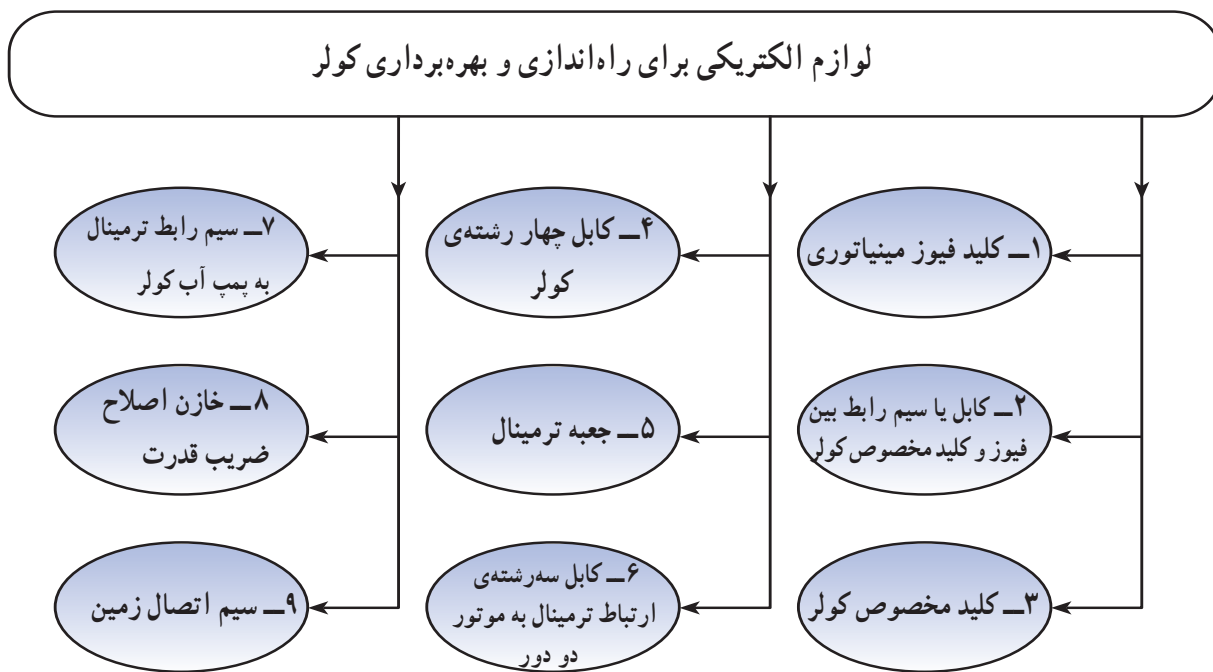 لوازم الکتریکی برای راه‌اندازی و بهره‌برداری کولر
۱ــ کلید فیوز مینیاتوری
۲ــ کابل یا سیم رابط بین
فیوز و کلید مخصوص کولر
۳ــ کلید مخصوص کولر
۴ــ کابل چهار رشته‌ی
کولر
۵ــ جعبه ترمینال
۶ــ کابل سه‌رشته‌ی
ارتباط ترمینال به موتور
دو دور
۷ــ سیم رابط ترمینال
به پمپ آب کولر
۸ــ خازن اصلاح
ضریب قدرت
۹ــ سیم اتصال زمین